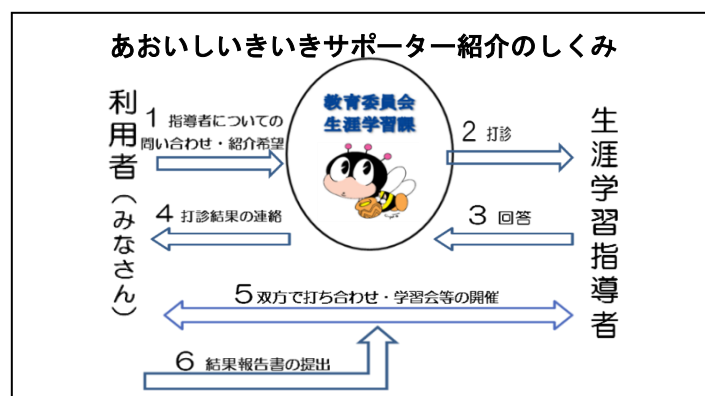 あおいしいきいきサポーター紹介のしくみ
教育委員会
生涯学習課
利用者(みなさん)
1 指導者についての
問い合わせ・紹介希望
2 打診
3 回答
4 打診結果の連絡
生涯学習指導者
5 双方で打ち合わせ・学習会等の開催
6 結果報告書の提出